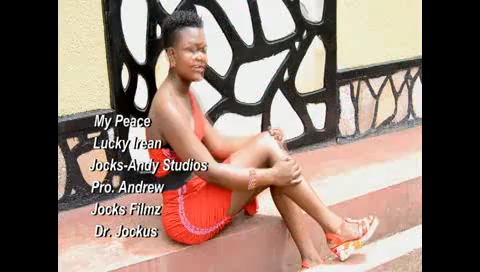 My Peace
Lucky Irean
Jocks-Andy Studios
Pro. Andrew
Jocks Filmz
Dr. Jockus